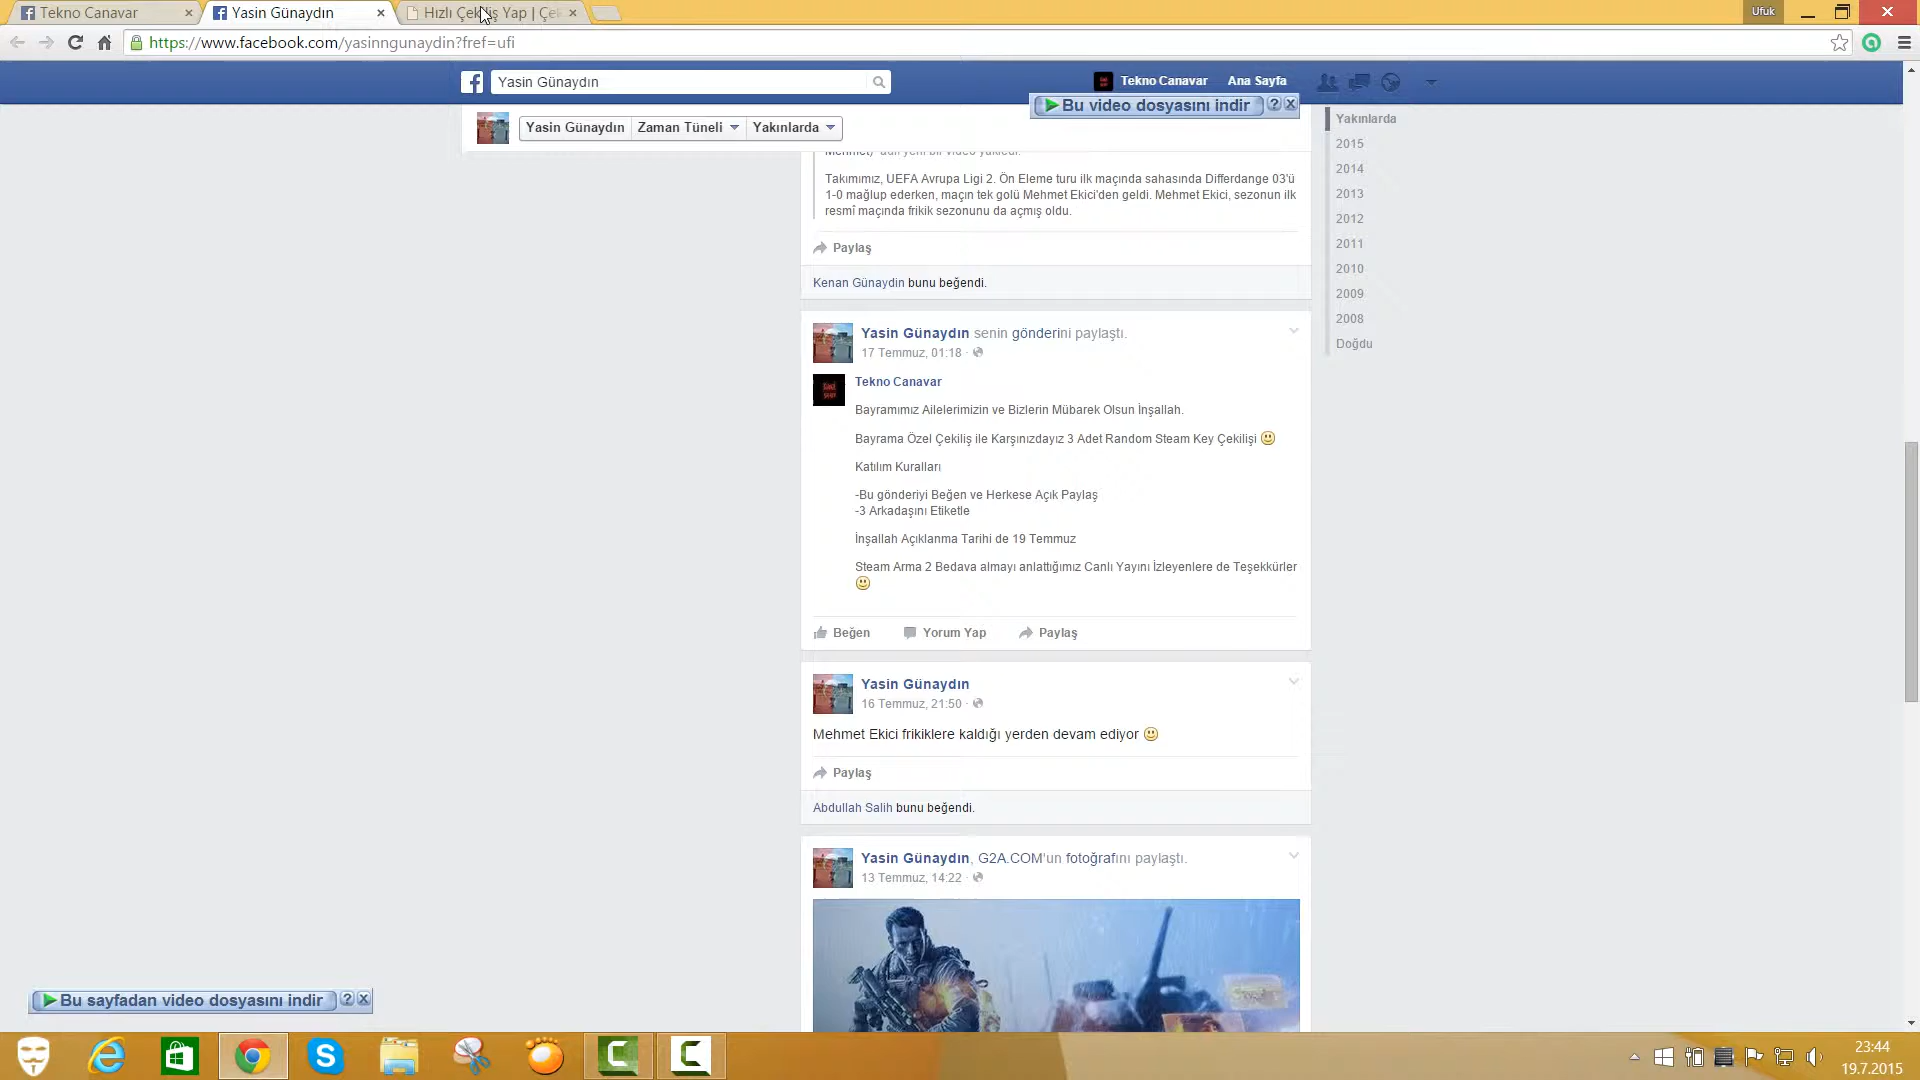 Tekno Canavar
Yasin Günaydın
Hızlı Çekiliş Yap | Çek
Ufuk
https://www.facebook.com/yasinngunaydin?fref=ufi
Yasin Günaydın
Tekno Canavar
Ana Sayfa
Bu video dosyasını indir
Yasin Günaydın
Zaman Tüneli
Yakınlarda
Takımımız, UEFA Avrupa Ligi 2. Ön Eleme turu ilk maçında sahasında Differdange 03'ü
1-0 mağlup ederken, maçın tek golü Mehmet Ekici'den geldi. Mehmet Ekici, sezonun ilk
resmî maçında frikik sezonunu da açmış oldu.
Paylaş
Kenan Günaydin bunu beğendi.
Yasin Günaydın senin gönderini paylaştı.
17 Temmuz, 01:18 ·
Tekno Canavar
Bayramımız Ailelerimizin ve Bizlerin Mübarek Olsun İnşallah.
Bayrama Özel Çekiliş ile Karşınızdayız 3 Adet Random Steam Key Çekilişi
Katılım Kuralları
-Bu gönderiyi Beğen ve Herkese Açık Paylaş
-3 Arkadaşını Etiketle
İnşallah Açıklanma Tarihi de 19 Temmuz
Steam Arma 2 Bedava almayı anlattığımız Canlı Yayını İzleyenlere de Teşekkürler
Beğen
Yorum Yap
Paylaş
Yasin Günaydın
16 Temmuz, 21:50 ·
Mehmet Ekici frikiklere kaldığı yerden devam ediyor
Paylaş
Abdullah Salih bunu beğendi.
Yasin Günaydın, G2A.COM'un fotoğrafını paylaştı.
13 Temmuz, 14:22 ·
Yakınlarda
2015
2014
2013
2012
2011
2010
2009
2008
Doğdu
Bu sayfadan video dosyasını indir
23:44
19.7.2015